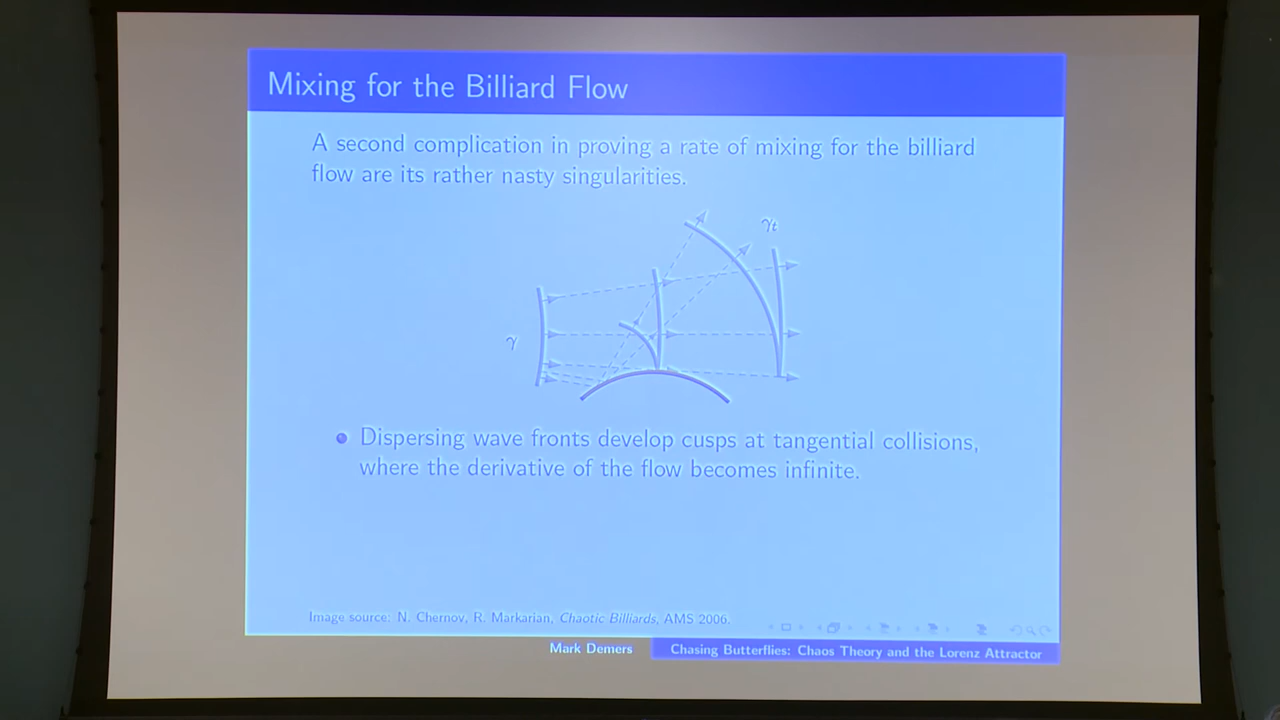 Mixing for the Billiard Flow
A second complication in proving a rate of mixing for the billiard
flow are its rather nasty singularities.
γt
γ
Dispersing wave fronts develop cusps at tangential collisions,
where the derivative of the flow becomes infinite.
Image source: N. Chernov, R. Markarian, Chaotic Billiards, AMS 2006.
Mark Demers
Chasing Butterflies: Chaos Theory and the Lorenz Attractor